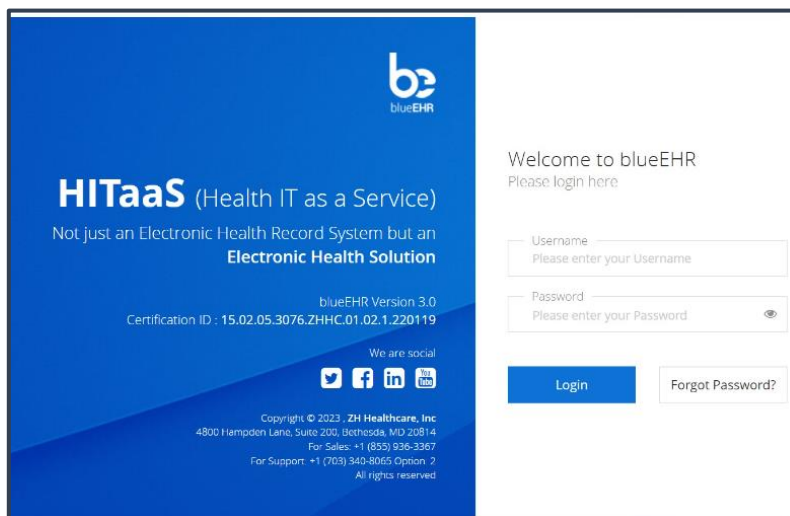 be
blueEHR
HITaaS (Health IT as a Service)
Not just an Electronic Health Record System but an
Electronic Health Solution
blueEHR Version 3.0
Certification ID : 15.02.05.3076.ZHHC.01.02.1.220119
We are social
You Tube
Copyright © 2023 , ZH Healthcare, Inc
4800 Hampden Lane, Suite 200, Bethesda, MD 20814
For Sales: +1 (855) 936-3367
For Support: +1 (703) 340-8065 Option 2
All rights reserved
Welcome to blueEHR
Please login here
Username
Please enter your Username
Password
Please enter your Password
Login
Forgot Password?